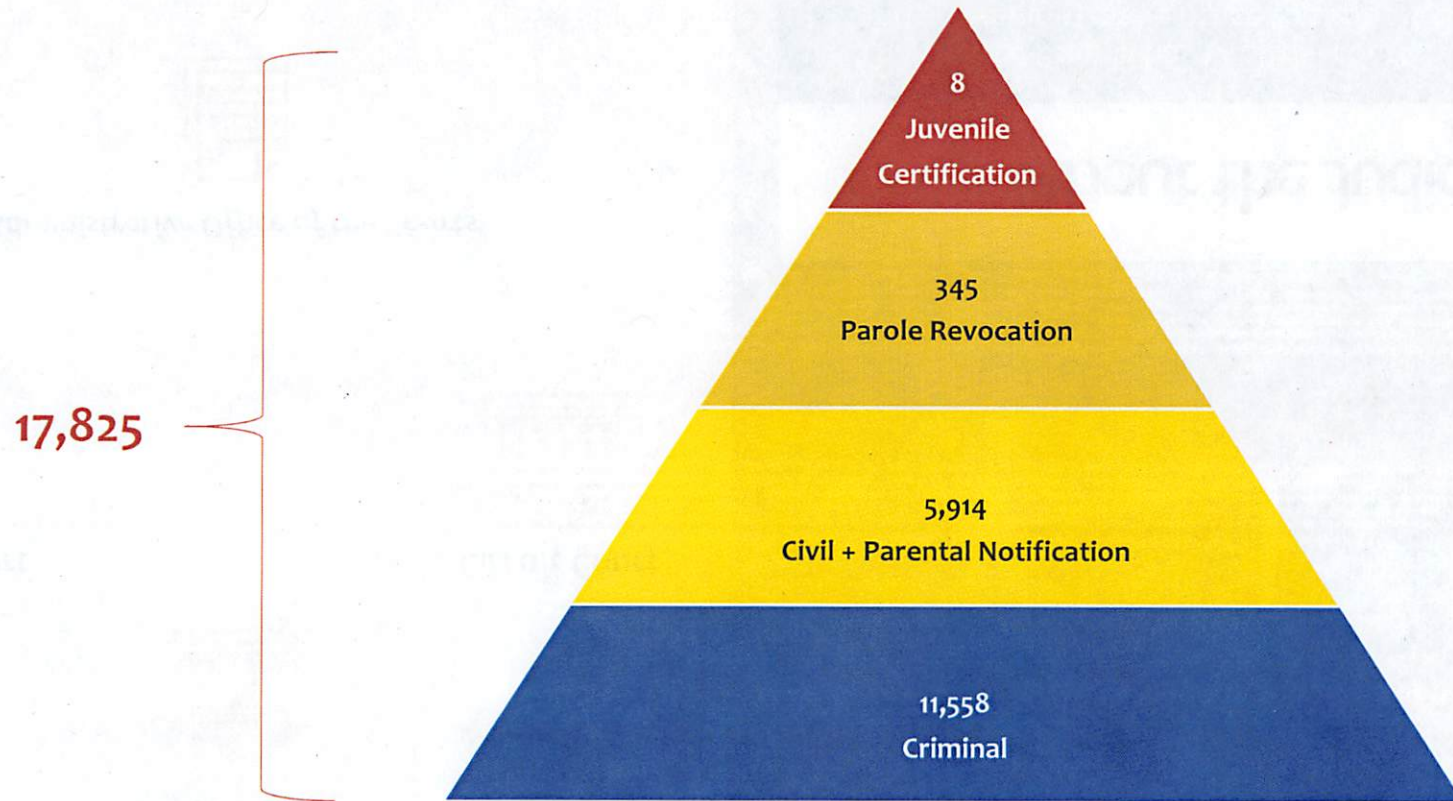 8
Juvenile
Certification
345
Parole Revocation
17,825
5,914
Civil + Parental Notification
11,558
Criminal